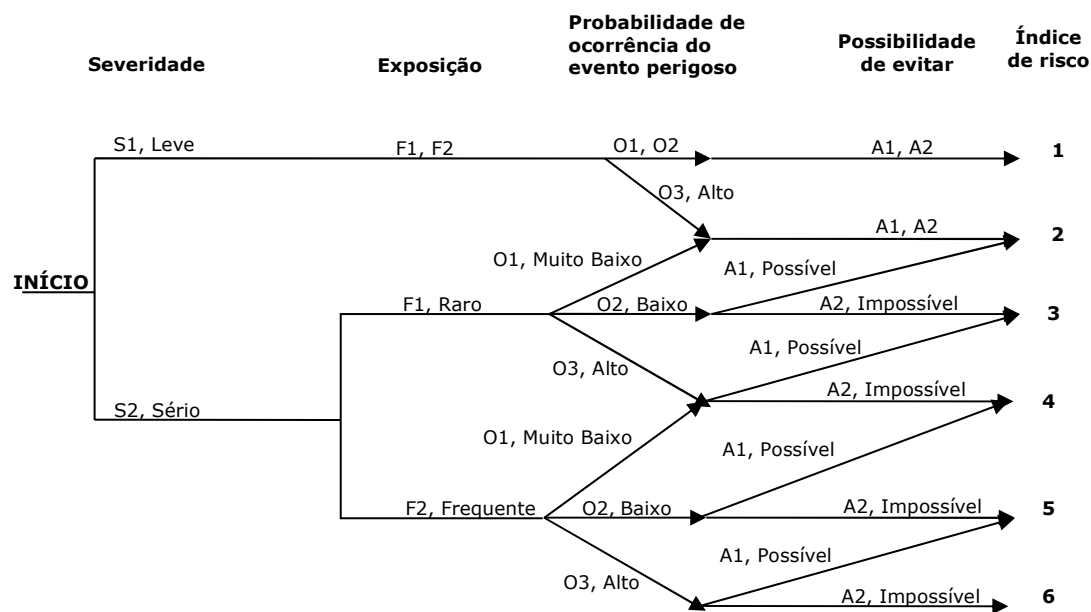 Probabilidade de
ocorrência do
evento perigoso
Possibilidade
de evitar
Índice
de risco
Severidade
Exposição
S1, Leve
F1, F2
O1, O2
A1, A2
1
O3, Alto
A1, A2
2
O1, Muito Baixo
A1, Possível
INÍCIO
F1, Raro
O2, Baixo
A2, Impossível
3
A1, Possível
O3, Alto
A2, Impossível
4
S2, Sério
O1, Muito Baixo
A1, Possível
F2, Frequente
O2, Baixo
A2, Impossível
5
A1, Possível
O3, Alto
A2, Impossível
6